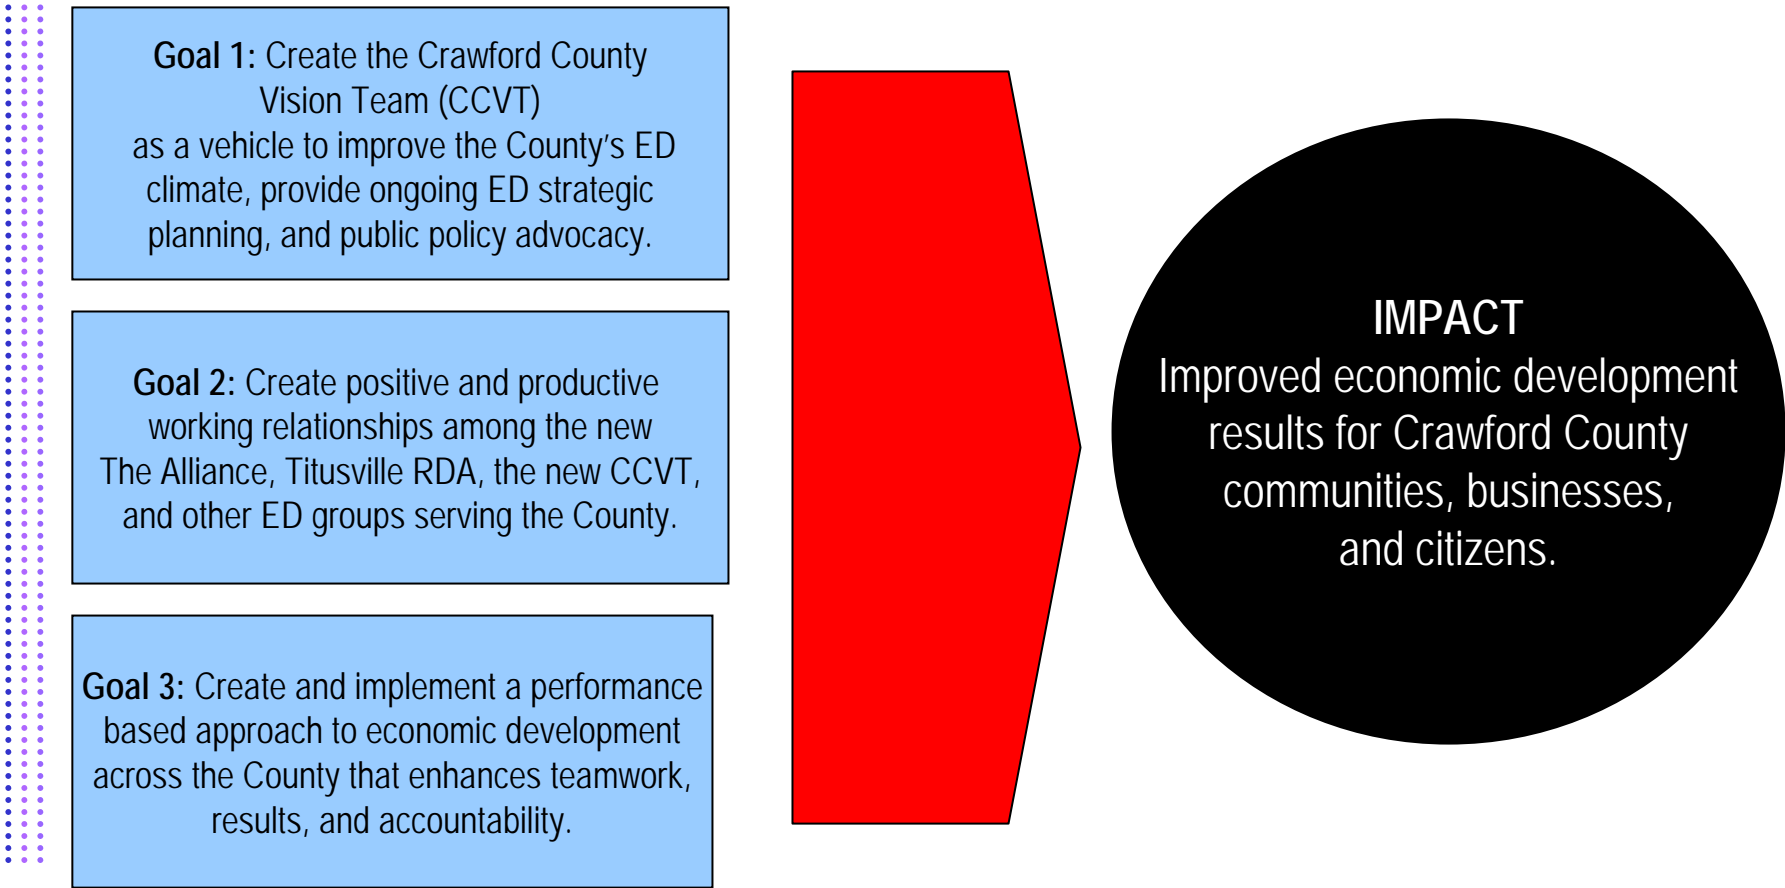 Goal 1: Create the Crawford County
Vision Team (CCVT)
as a vehicle to improve the County’s ED
climate, provide ongoing ED strategic
planning, and public policy advocacy.
Goal 2: Create positive and productive
working relationships among the new
The Alliance, Titusville RDA, the new CCVT,
and other ED groups serving the County.
Goal 3: Create and implement a performance
based approach to economic development
across the County that enhances teamwork,
results, and accountability.
IMPACT
Improved economic development
results for Crawford County
communities, businesses,
and citizens.